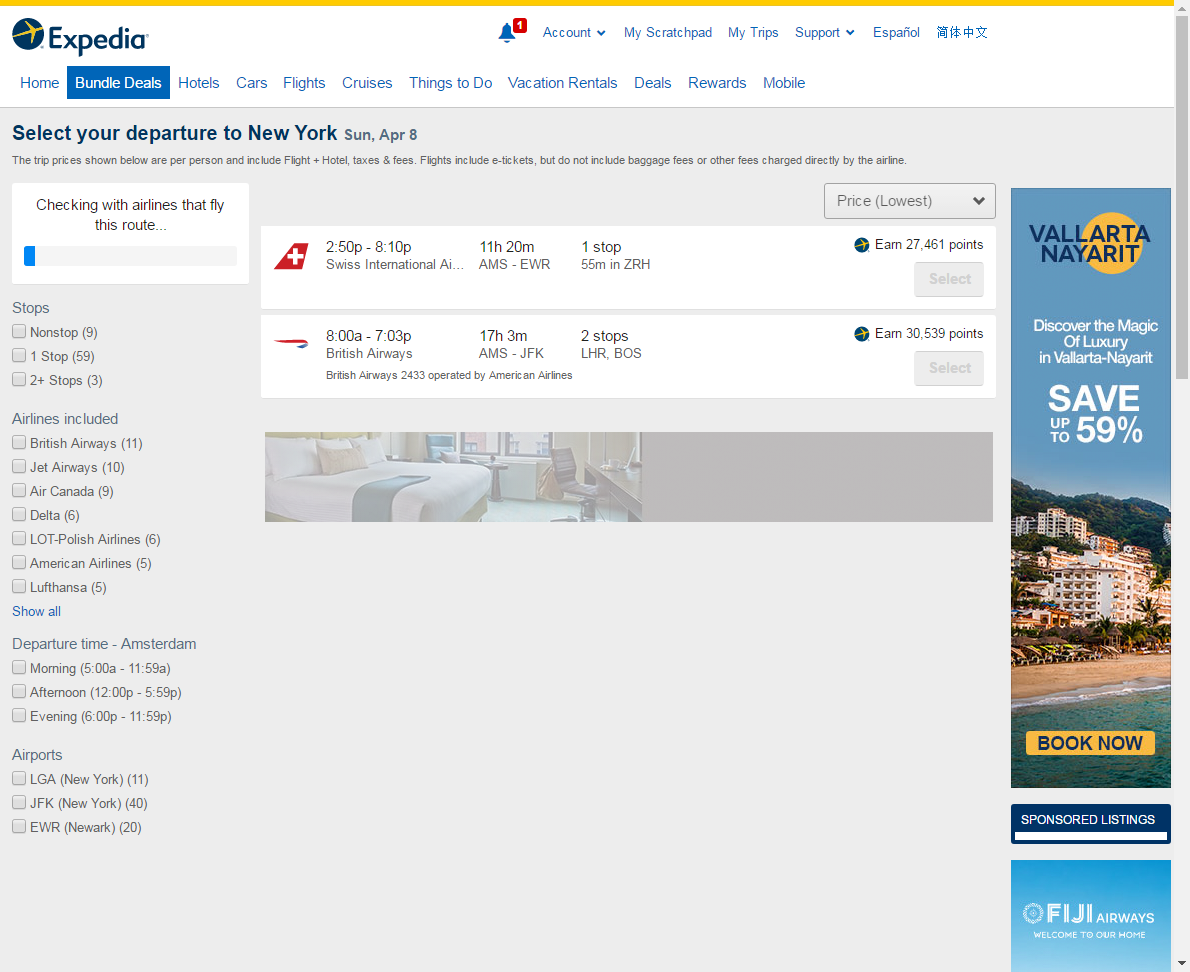 Expedia
1
Account
My Scratchpad
My Trips
Support
Español
简体中文
Home
Bundle Deals
Hotels
Cars
Flights
Cruises
Things to Do
Vacation Rentals
Deals
Rewards
Mobile
Select your departure to New York Sun, Apr 8
The trip prices shown below are per person and include Flight + Hotel, taxes & fees. Flights include e-tickets, but do not include baggage fees or other fees charged directly by the airline.
Checking with airlines that fly
this route...
Stops
Nonstop (9)
1 Stop (59)
2+ Stops (3)
Airlines included
British Airways (11)
Jet Airways (10)
Air Canada (9)
Delta (6)
LOT-Polish Airlines (6)
American Airlines (5)
Lufthansa (5)
Show all
Departure time - Amsterdam
Morning (5:00a - 11:59a)
Afternoon (12:00p - 5:59p)
Evening (6:00p - 11:59p)
Airports
LGA (New York) (11)
JFK (New York) (40)
EWR (Newark) (20)
Price (Lowest)
2:50p - 8:10p
Swiss International Ai...
11h 20m
AMS - EWR
1 stop
55m in ZRH
Earn 27,461 points
Select
8:00a - 7:03p
British Airways
17h 3m
AMS - JFK
2 stops
LHR, BOS
British Airways 2433 operated by American Airlines
Earn 30,539 points
Select
VALLARTA
NAYARIT
Discover the Magic
Of Luxury
in Vallarta-Nayarit
SAVE
UP TO 59%
BOOK NOW
SPONSORED LISTINGS
FIJI AIRWAYS
WELCOME TO OUR HOME